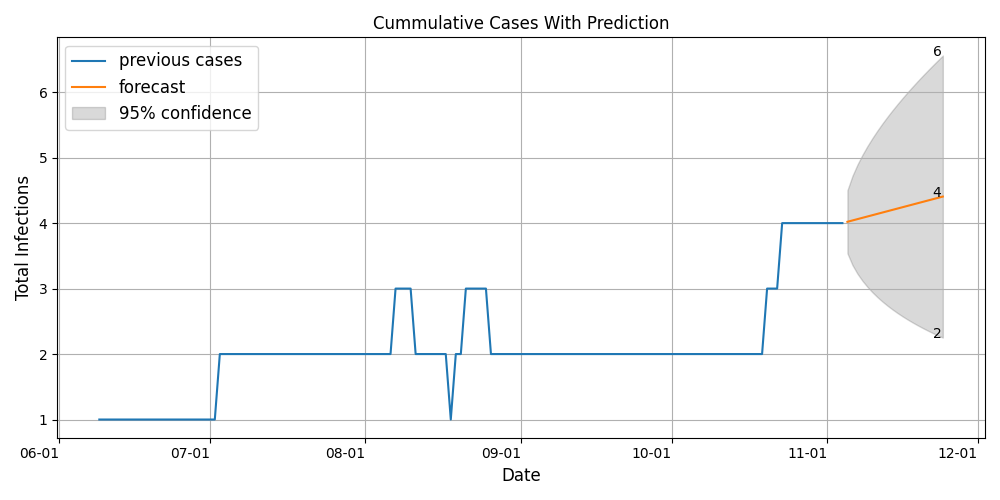 Cummulative Cases With Prediction
previous cases
forecast
95% confidence
6
5
4
3
2
1
6
4
2
Total Infections
06-01 07-01 08-01 09-01 10-01 11-01 12-01
Date